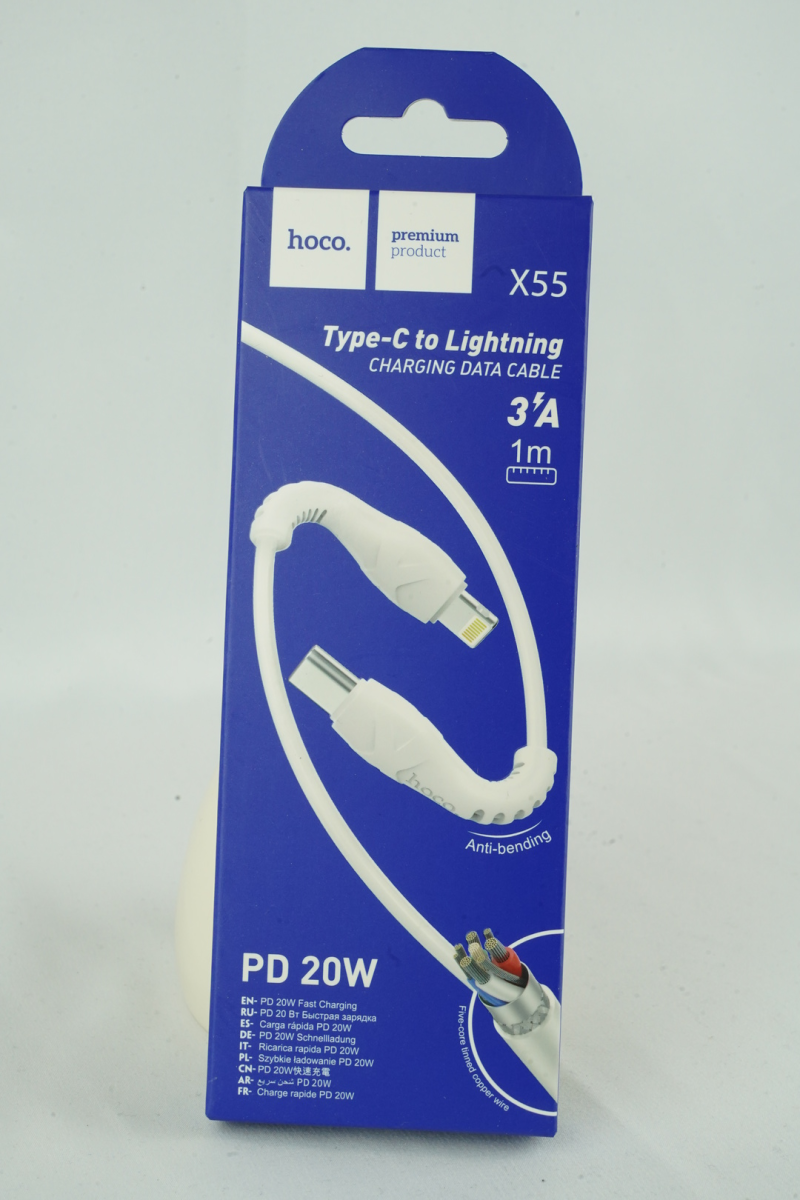 hoco.
premium
product
X55
Type-C to Lightning
CHARGING DATA CABLE
3A
1m
hoco.
Anti-bending
PD 20W
EN- PD 20W Fast Charging
RU- PD 20 Вт Быстрая зарядка
ES- Carga rápida PD 20W
DE- PD 20W Schnellladung
IT- Ricarica rapida PD 20W
PL- Szybkie ładowanie PD 20W
CN- PD 20W快速充電
AR- شحن سريع PD 20W
FR- Charge rapide PD 20W
Five-core tinned copper wire